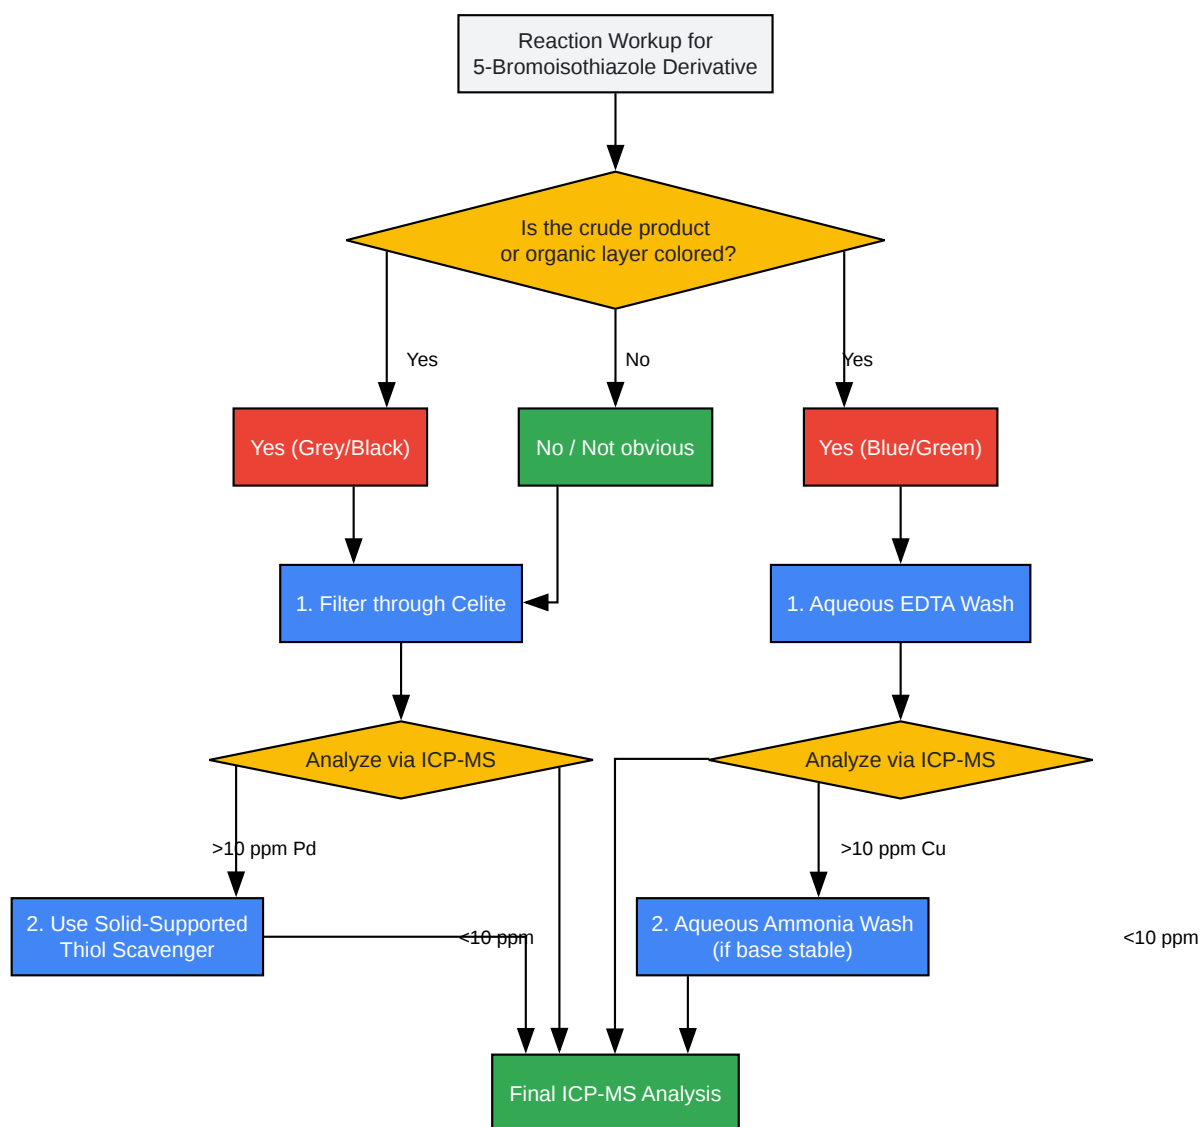 Reaction Workup for
5-Bromoisothiazole Derivative
Is the crude product
or organic layer colored?
Yes
No
Yes
Yes (Grey/Black)
No / Not obvious
Yes (Blue/Green)
1. Filter through Celite
1. Aqueous EDTA Wash
Analyze via ICP-MS
Analyze via ICP-MS
>10 ppm Pd
>10 ppm Cu
2. Use Solid-Supported
Thiol Scavenger
<10 ppm
2. Aqueous Ammonia Wash
(if base stable)
<10 ppm
Final ICP-MS Analysis